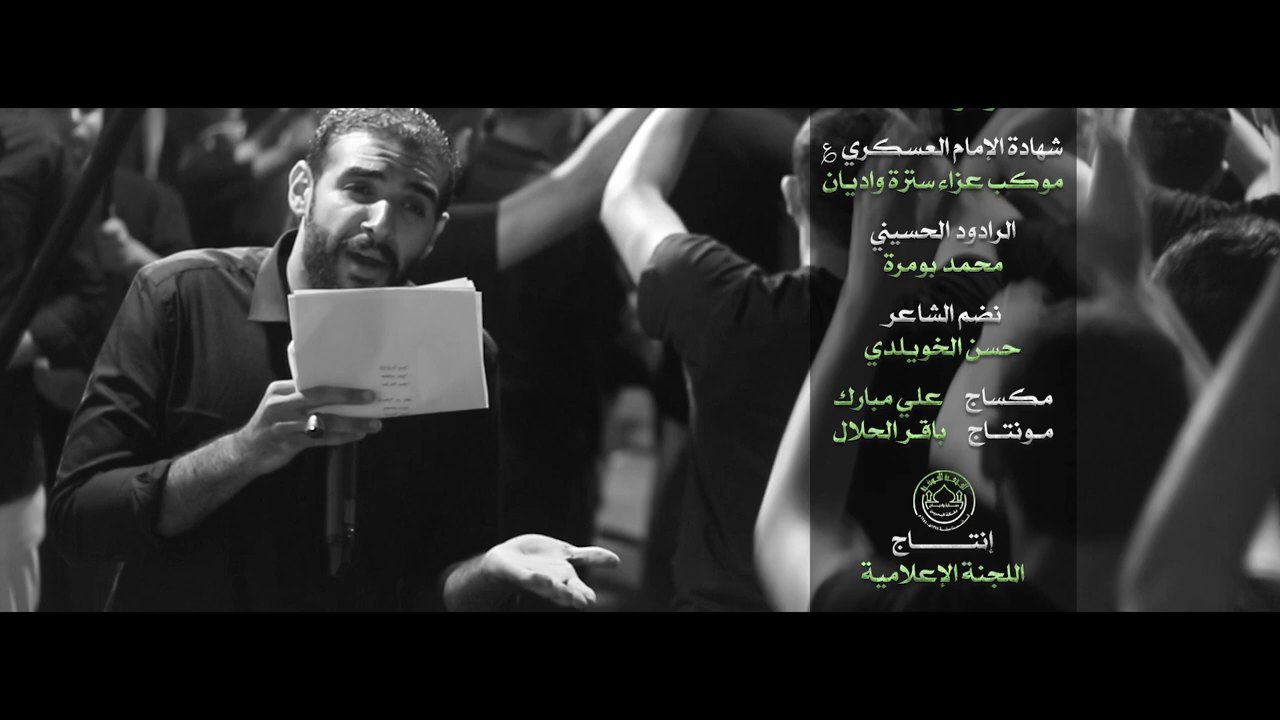 شهادة الإمام العسكري ع
موكب عزاء سترة واديان
الرادود الحسيني
محمد بومرة
نضم الشاعر
حسن الخويلدي
مكساج علي مبارك
مونتاج باقر الحلال
إنتاج
اللجنة الإعلامية